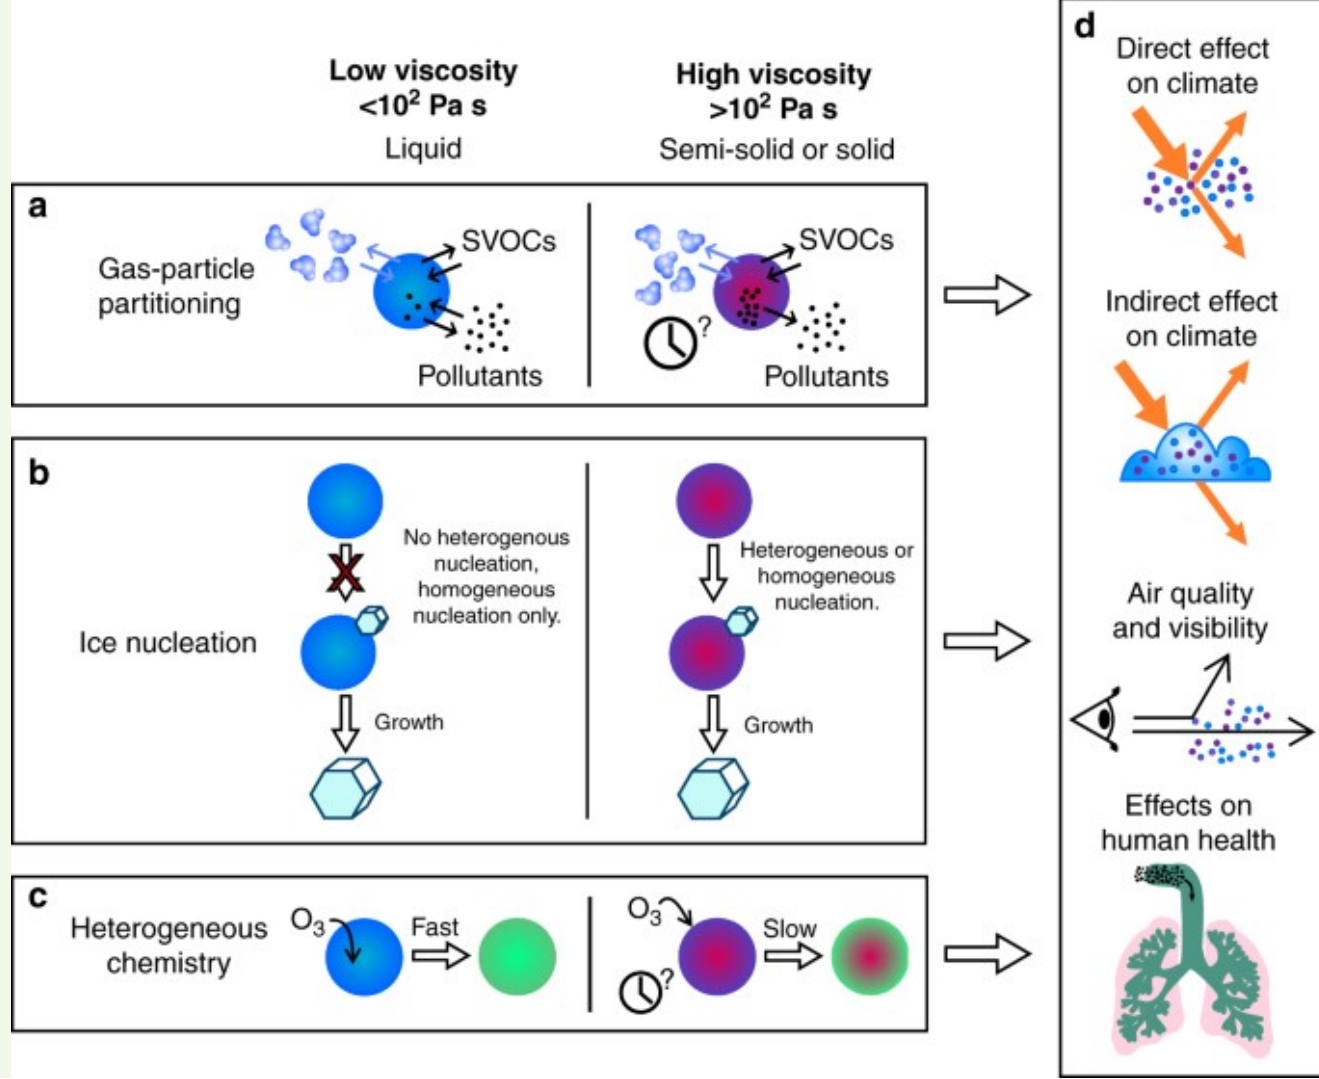 Low viscosity
<10² Pa s
Liquid
High viscosity
>10² Pa s
Semi-solid or solid
a
Gas-particle
partitioning
SVOCs
Pollutants
SVOCs
?
Pollutants
b
Ice nucleation
No heterogenous
nucleation,
homogeneous
nucleation only.
Growth
Heterogeneous or
homogeneous
nucleation.
Growth
c
Heterogeneous
chemistry
O₃
Fast
O₃
?
Slow
d
Direct effect
on climate
Indirect effect
on climate
Air quality
and visibility
Effects on
human health